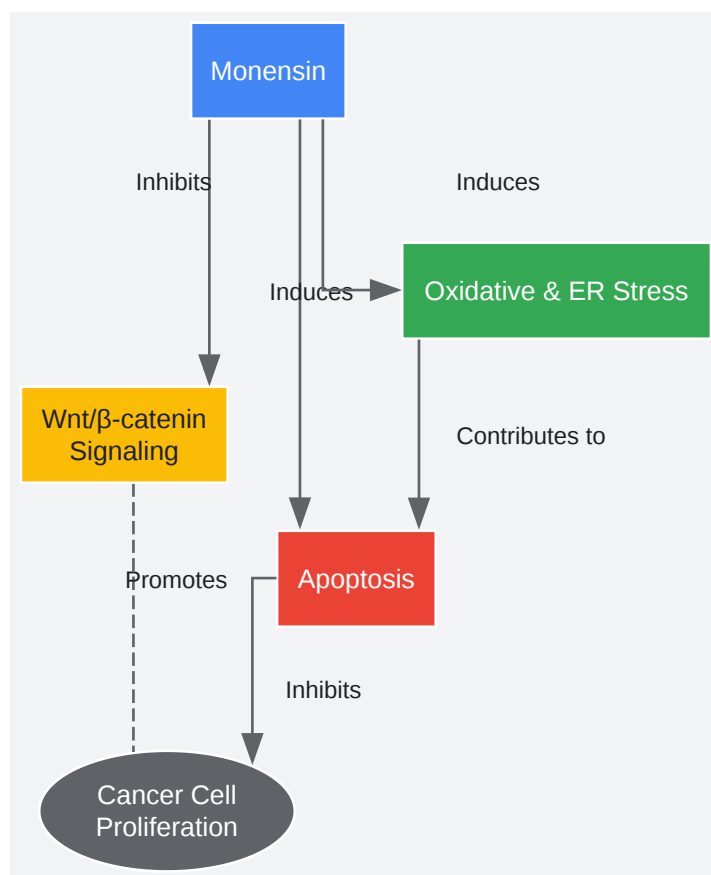 Monensin
Inhibits
Induces
Induces
Oxidative & ER Stress
Wnt/β-catenin
Signaling
Contributes to
Promotes
Apoptosis
Inhibits
Cancer Cell
Proliferation